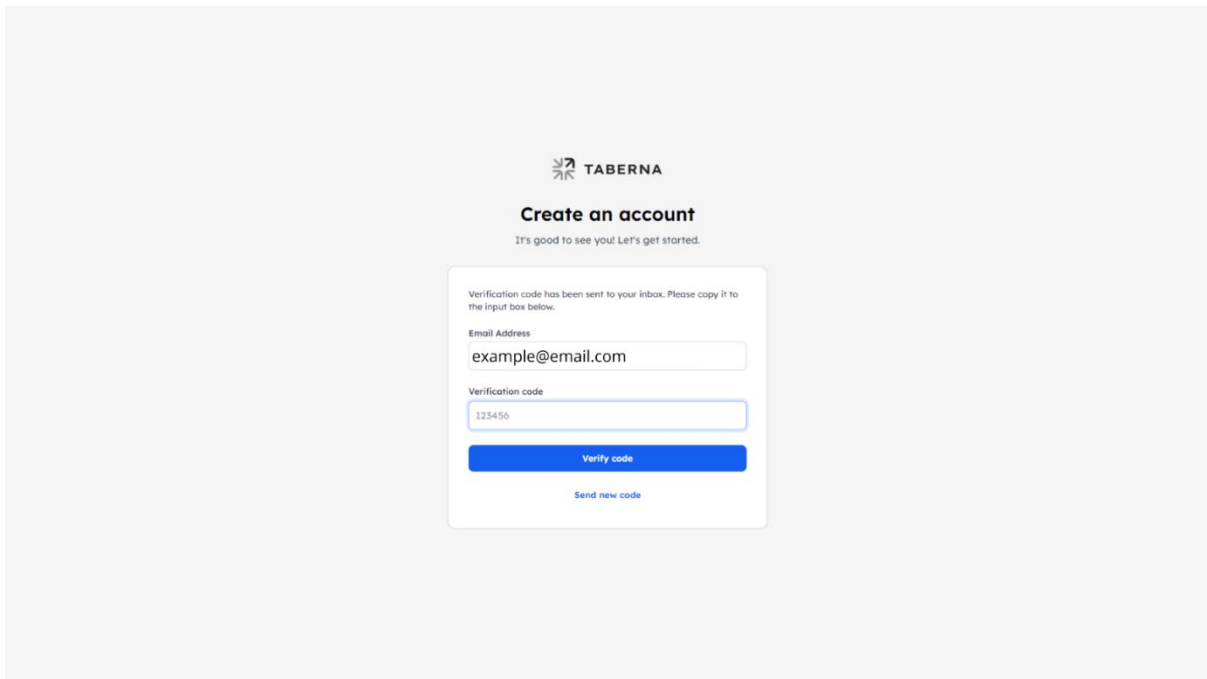 TABERNA
Create an account
It's good to see you! Let's get started.
Verification code has been sent to your inbox. Please copy it to
the input box below.
Email Address
example@email.com
Verification code
123456
Verify code
Send new code